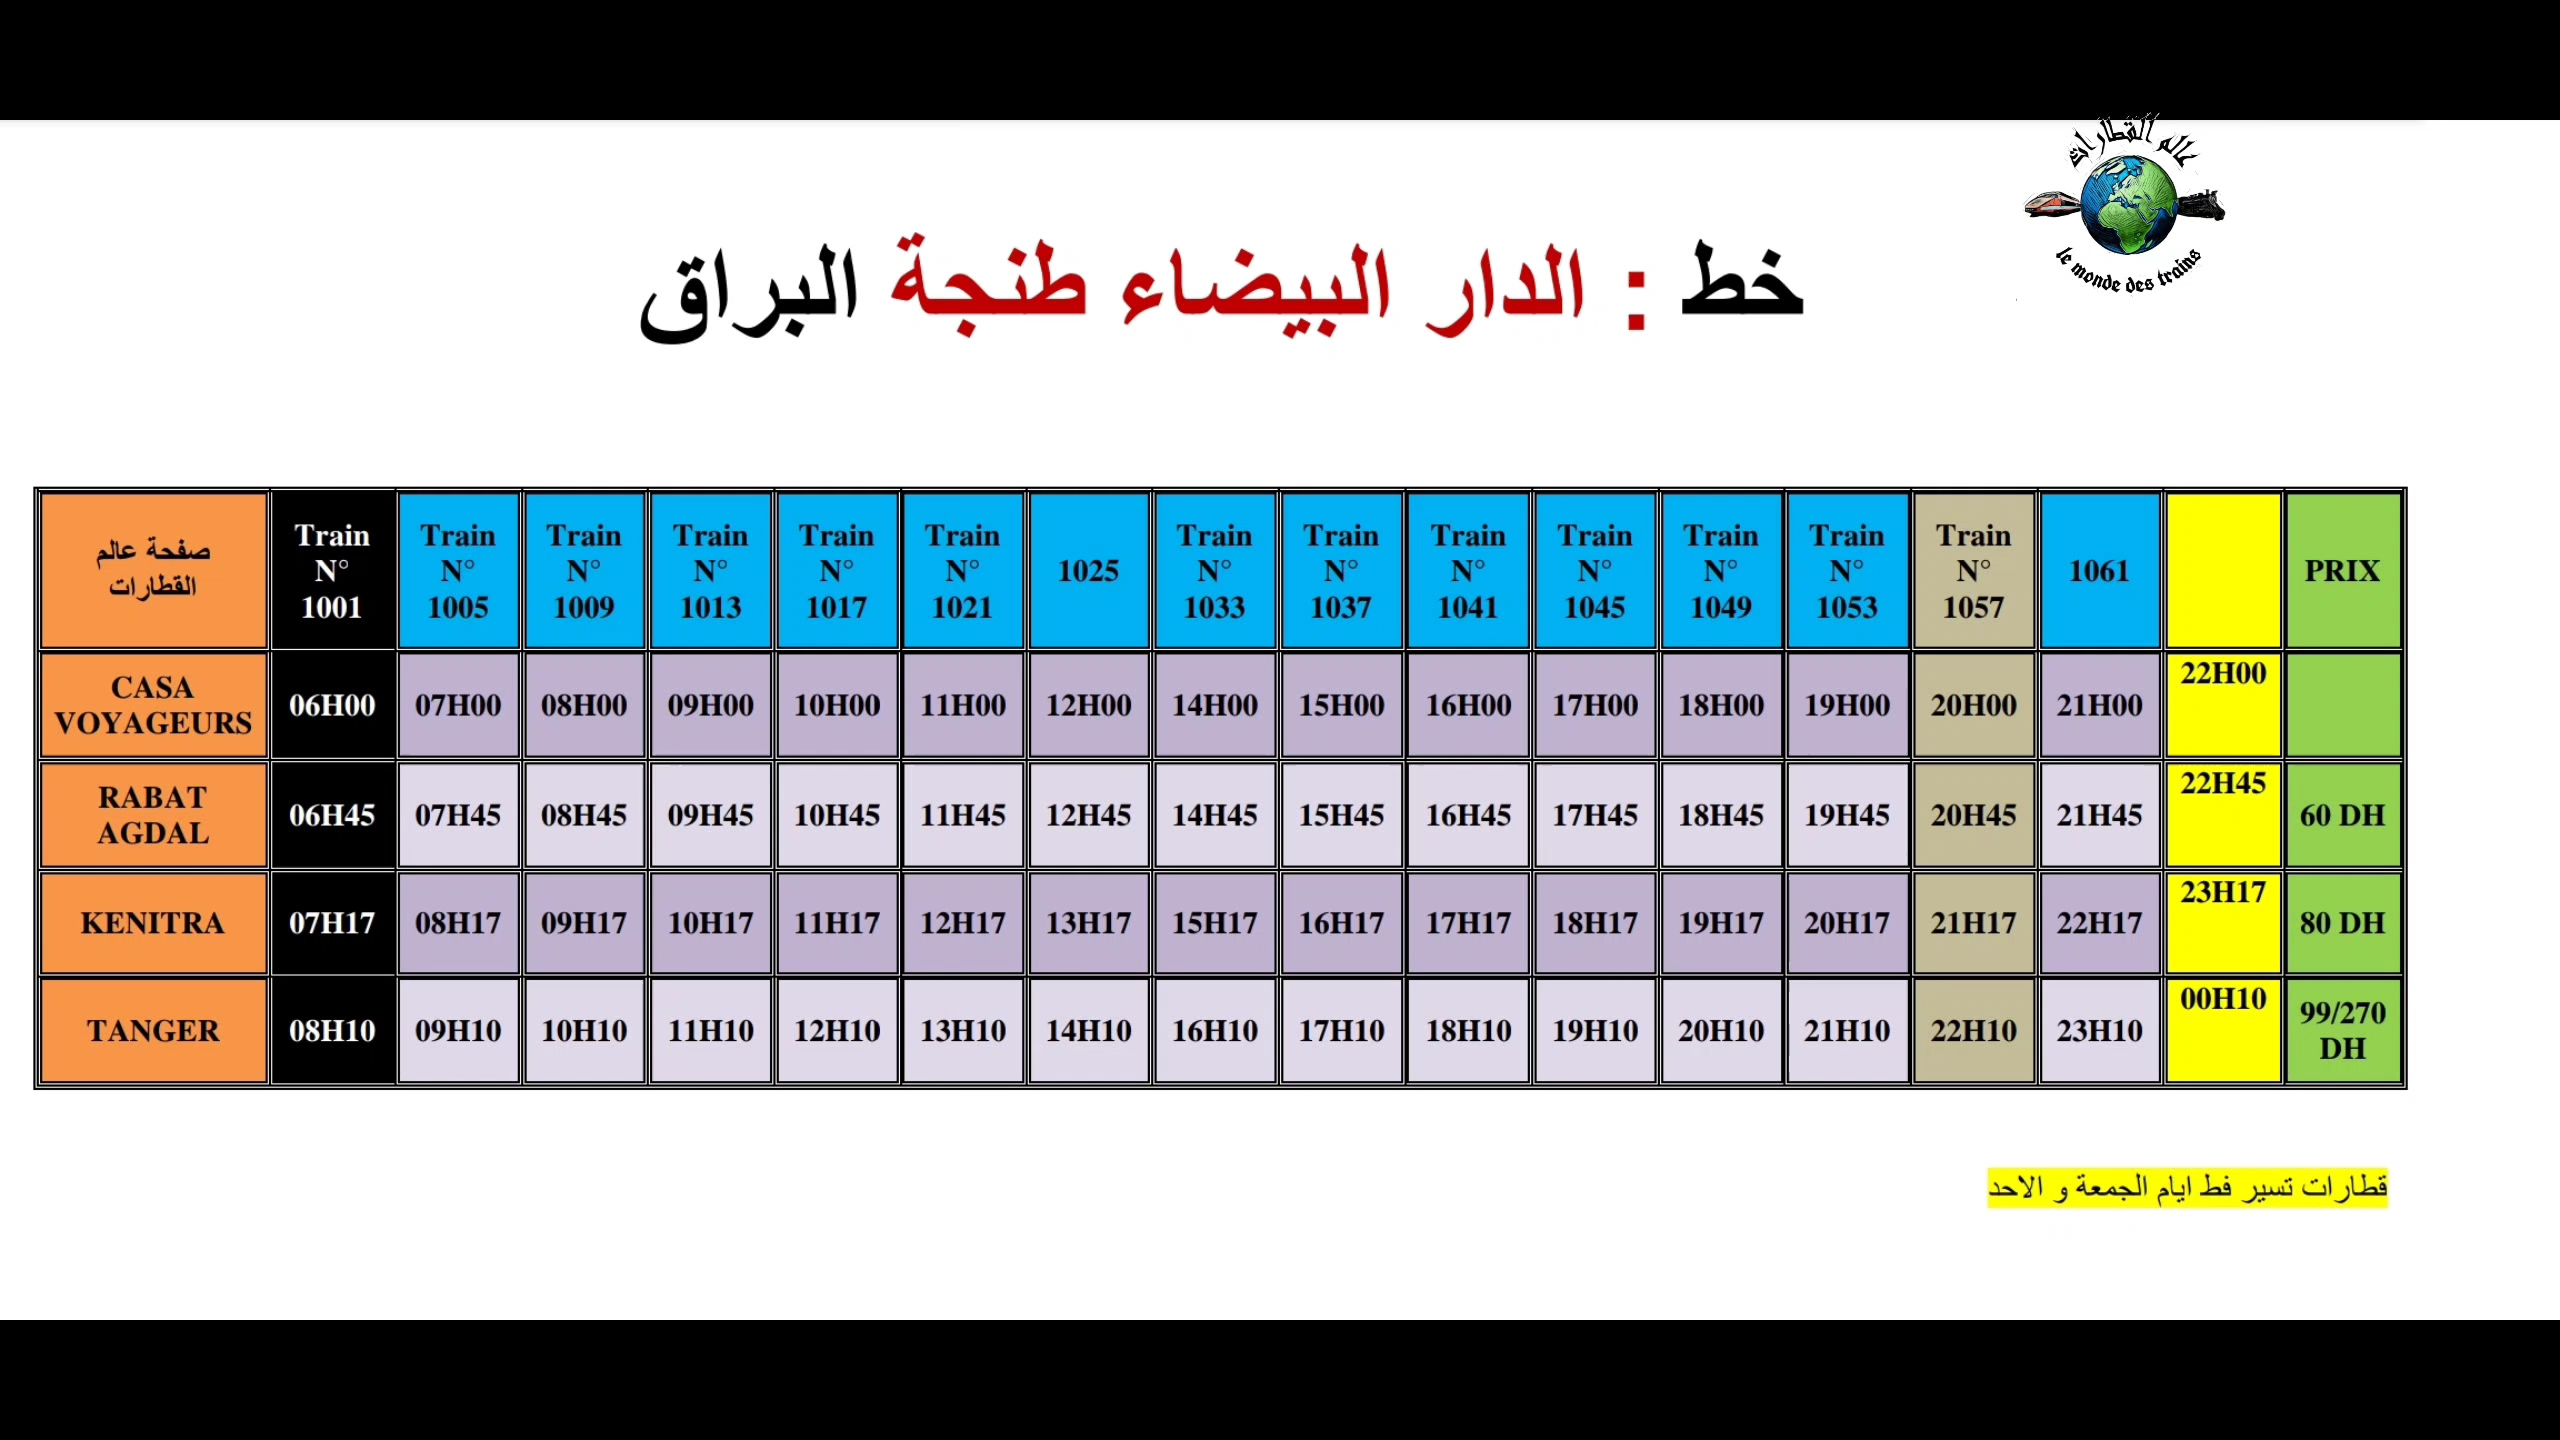 عالم القطارات
le monde des trains
خط : الدار البيضاء طنجة البراق
صفحة عالم القطارات Train N° 1001 Train N° 1005 Train N° 1009 Train N° 1013 Train N° 1017 Train N° 1021 1025 Train N° 1033 Train N° 1037 Train N° 1041 Train N° 1045 Train N° 1049 Train N° 1053 Train N° 1057 1061 PRIX
CASA VOYAGEURS 06H00 07H00 08H00 09H00 10H00 11H00 12H00 14H00 15H00 16H00 17H00 18H00 19H00 20H00 21H00 22H00
RABAT AGDAL 06H45 07H45 08H45 09H45 10H45 11H45 12H45 14H45 15H45 16H45 17H45 18H45 19H45 20H45 21H45 22H45 60 DH
KENITRA 07H17 08H17 09H17 10H17 11H17 12H17 13H17 15H17 16H17 17H17 18H17 19H17 20H17 21H17 22H17 23H17 80 DH
TANGER 08H10 09H10 10H10 11H10 12H10 13H10 14H10 16H10 17H10 18H10 19H10 20H10 21H10 22H10 23H10 00H10 99/270 DH
قطارات تسير فط ايام الجمعة و الاحد